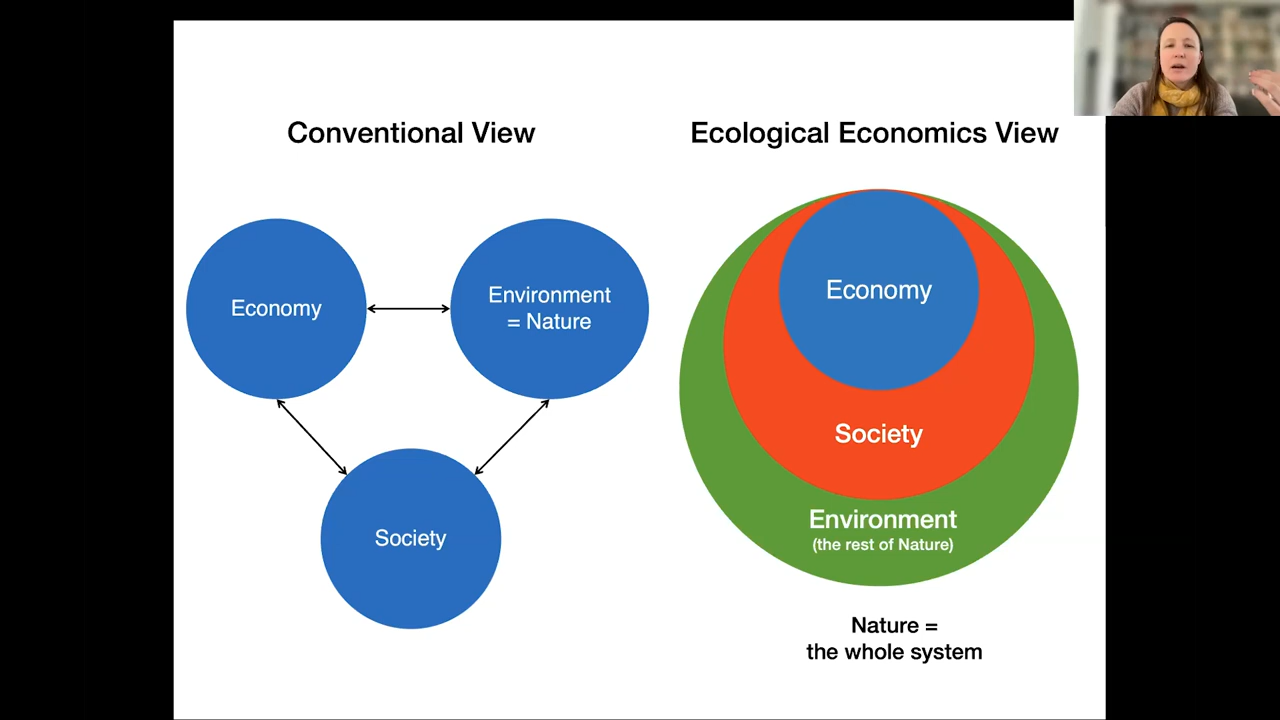 Conventional View
Economy
Environment
= Nature
Society
Ecological Economics View
Economy
Society
Environment
(the rest of Nature)
Nature =
the whole system